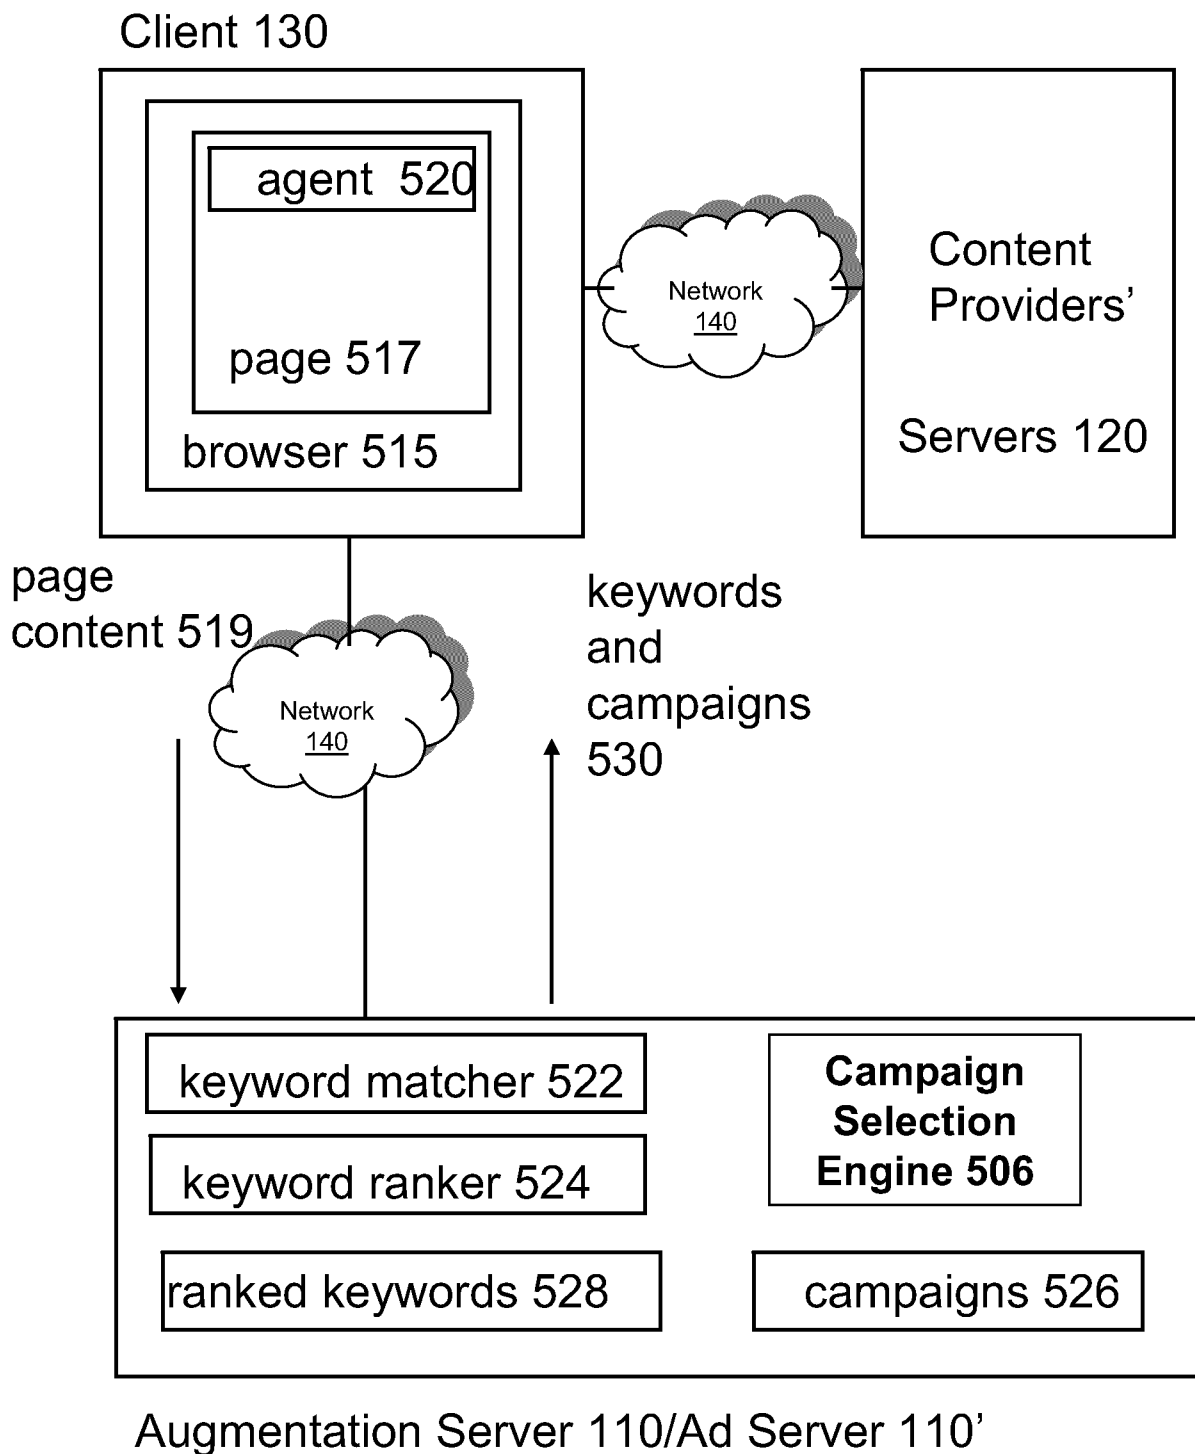 Client 130
agent 520
page 517
browser 515
Network
140
Content
Providers’
Servers 120
page
content 519
Network
140
keywords
and
campaigns
530
keyword matcher 522
keyword ranker 524
ranked keywords 528
Campaign
Selection
Engine 506
campaigns 526
Augmentation Server 110/Ad Server 110’